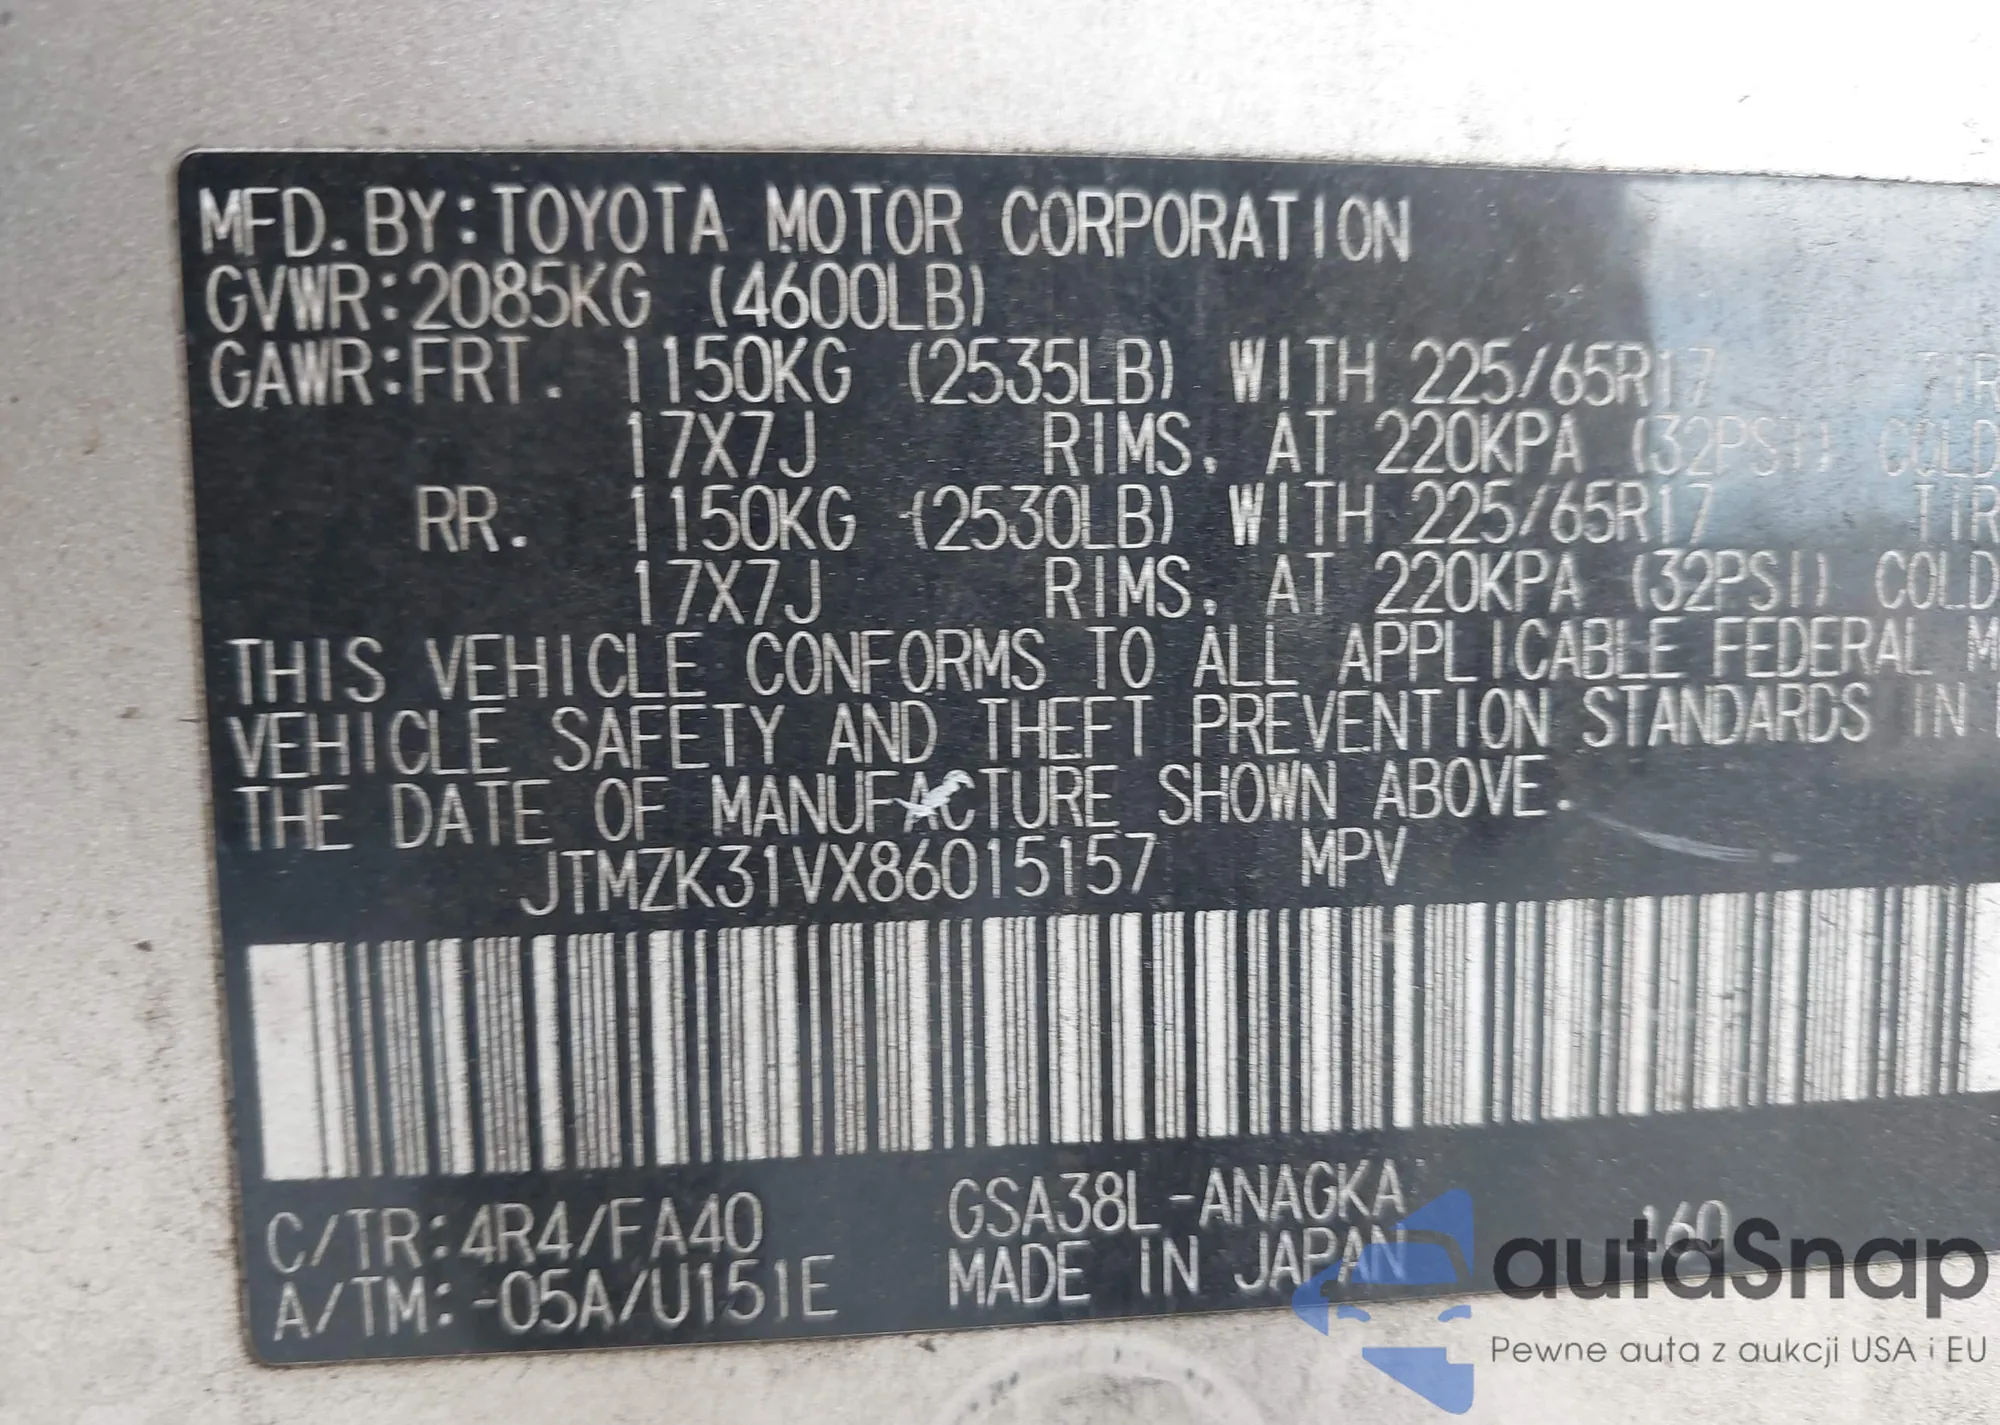 MFD. BY: TOYOTA MOTOR CORPORATION
GVWR: 2085KG (4600LB)
GAWR: FRT. 1150KG (2535LB) WITH 225/65R17 TIR
17X7J RIMS, AT 220KPA (32PSI) COLD
RR. 1150KG (2530LB) WITH 225/65R17 TIR
17X7J RIMS, AT 220KPA (32PSI) COLD
THIS VEHICLE CONFORMS TO ALL APPLICABLE FEDERAL M
VEHICLE SAFETY AND THEFT PREVENTION STANDARDS IN
THE DATE OF MANUFACTURE SHOWN ABOVE.
JTMZK31VX86015157 MPV
C/TR: 4R4/FA40 GSA38L-ANAGKA 160
A/TM: -05A/U151E MADE IN JAPAN
autaSnap
Pewne auta z aukcji USA i EU